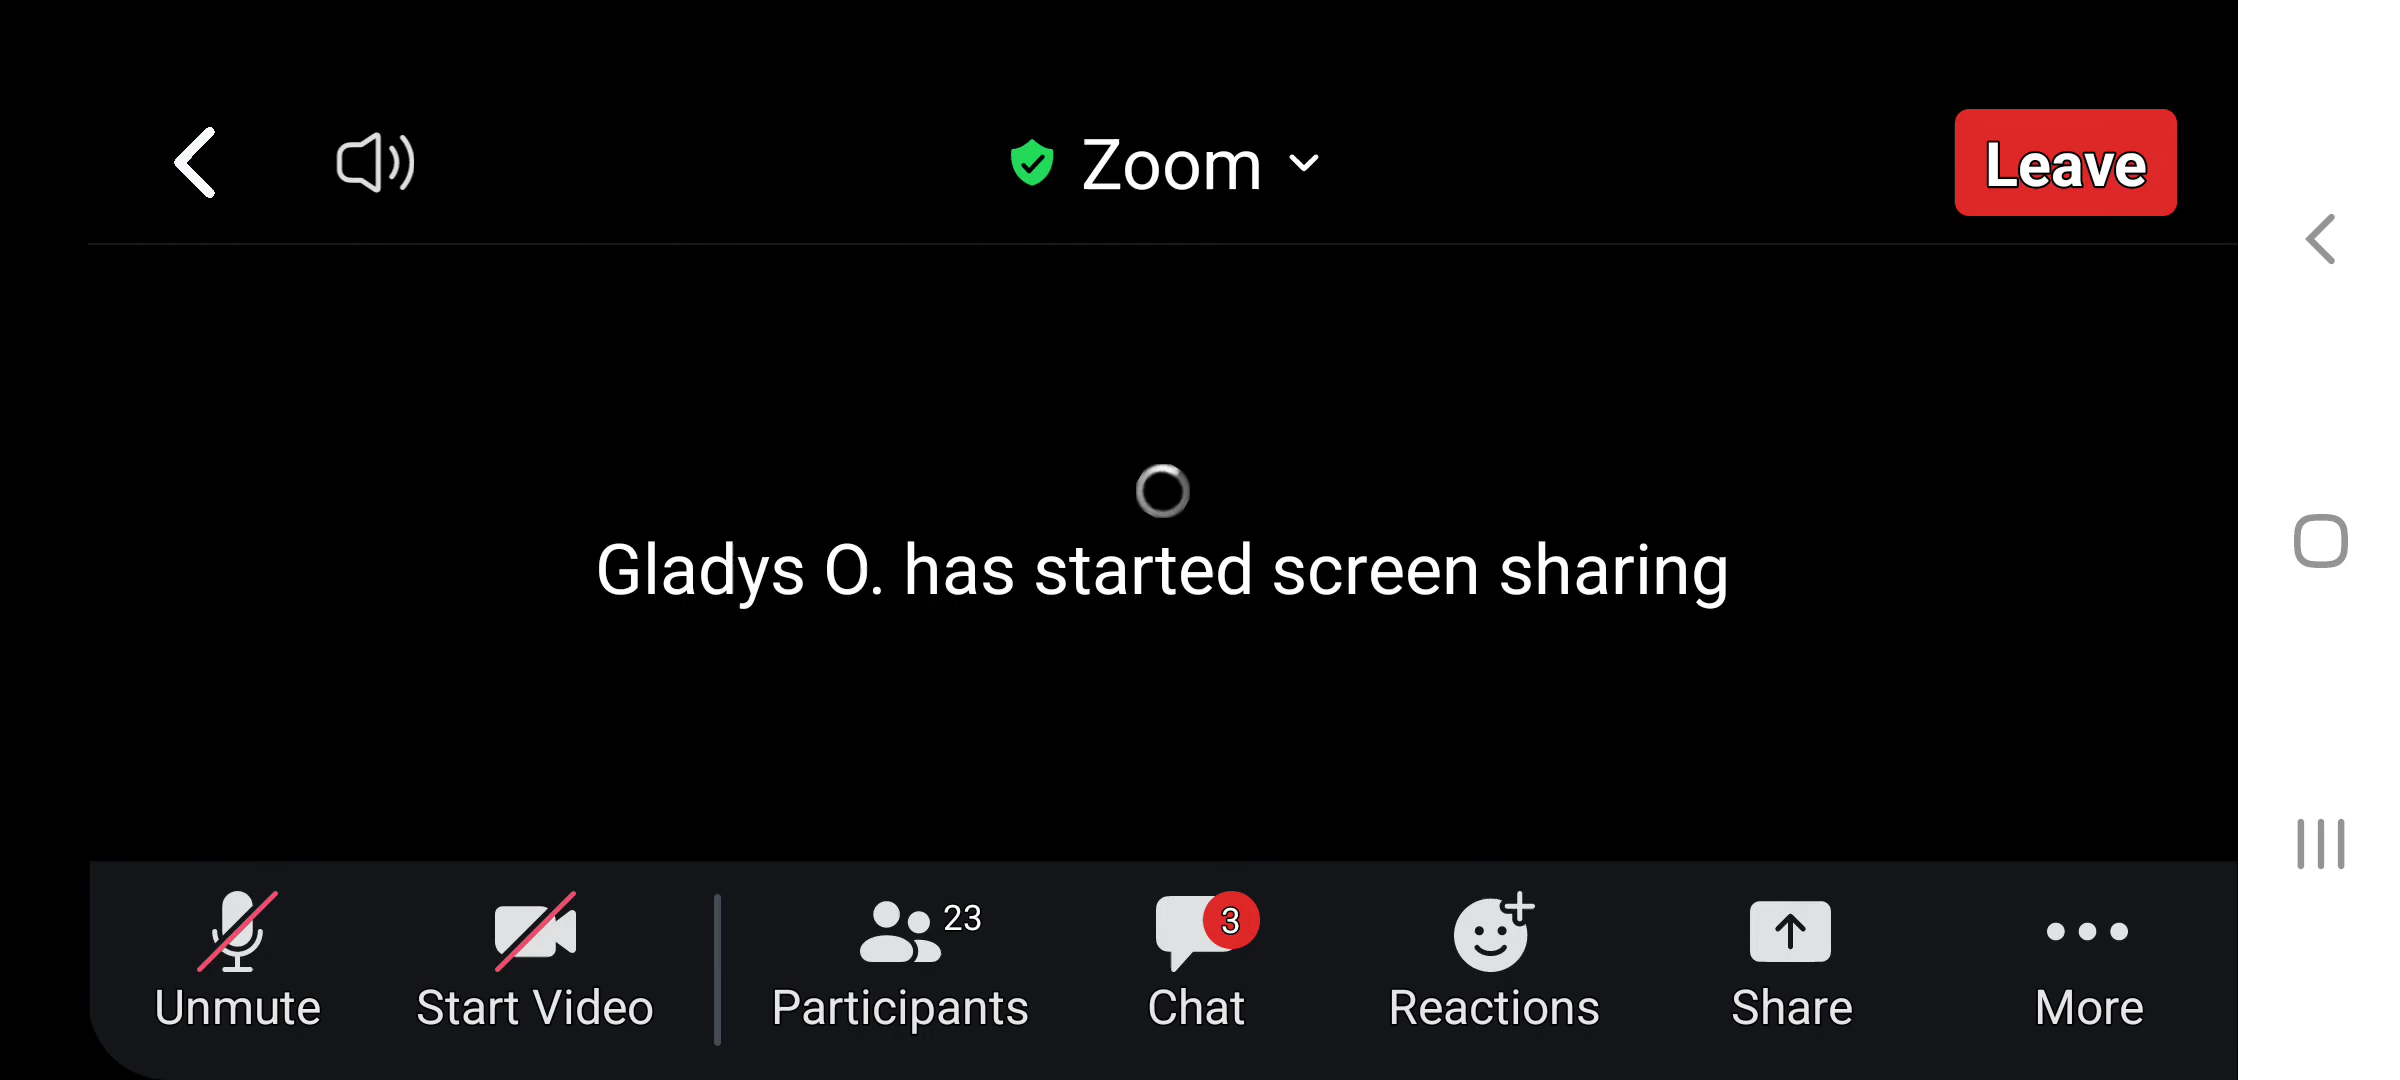 Zoom
Leave
Gladys O. has started screen sharing
23
3
Unmute
Start Video
Participants
Chat
Reactions
Share
More